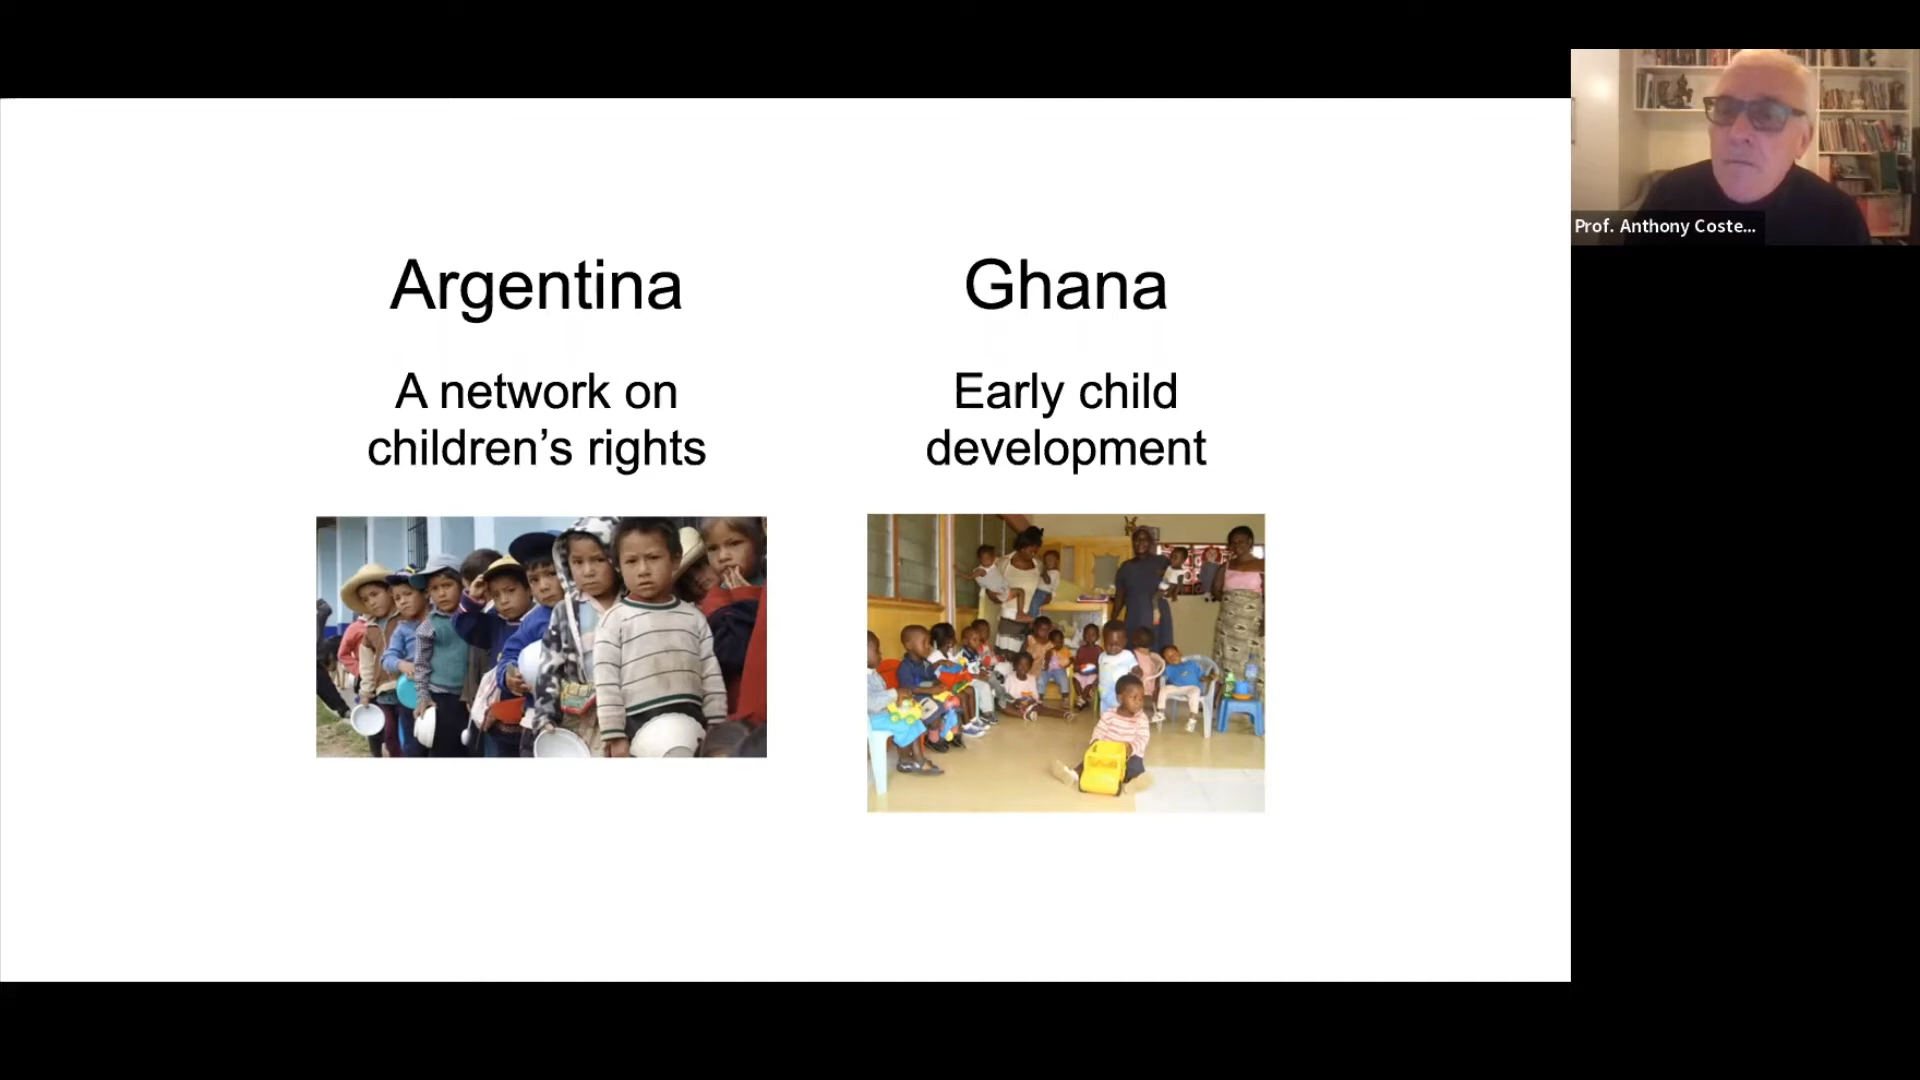 Argentina
A network on
children’s rights
Ghana
Early child
development
Prof. Anthony Coste...